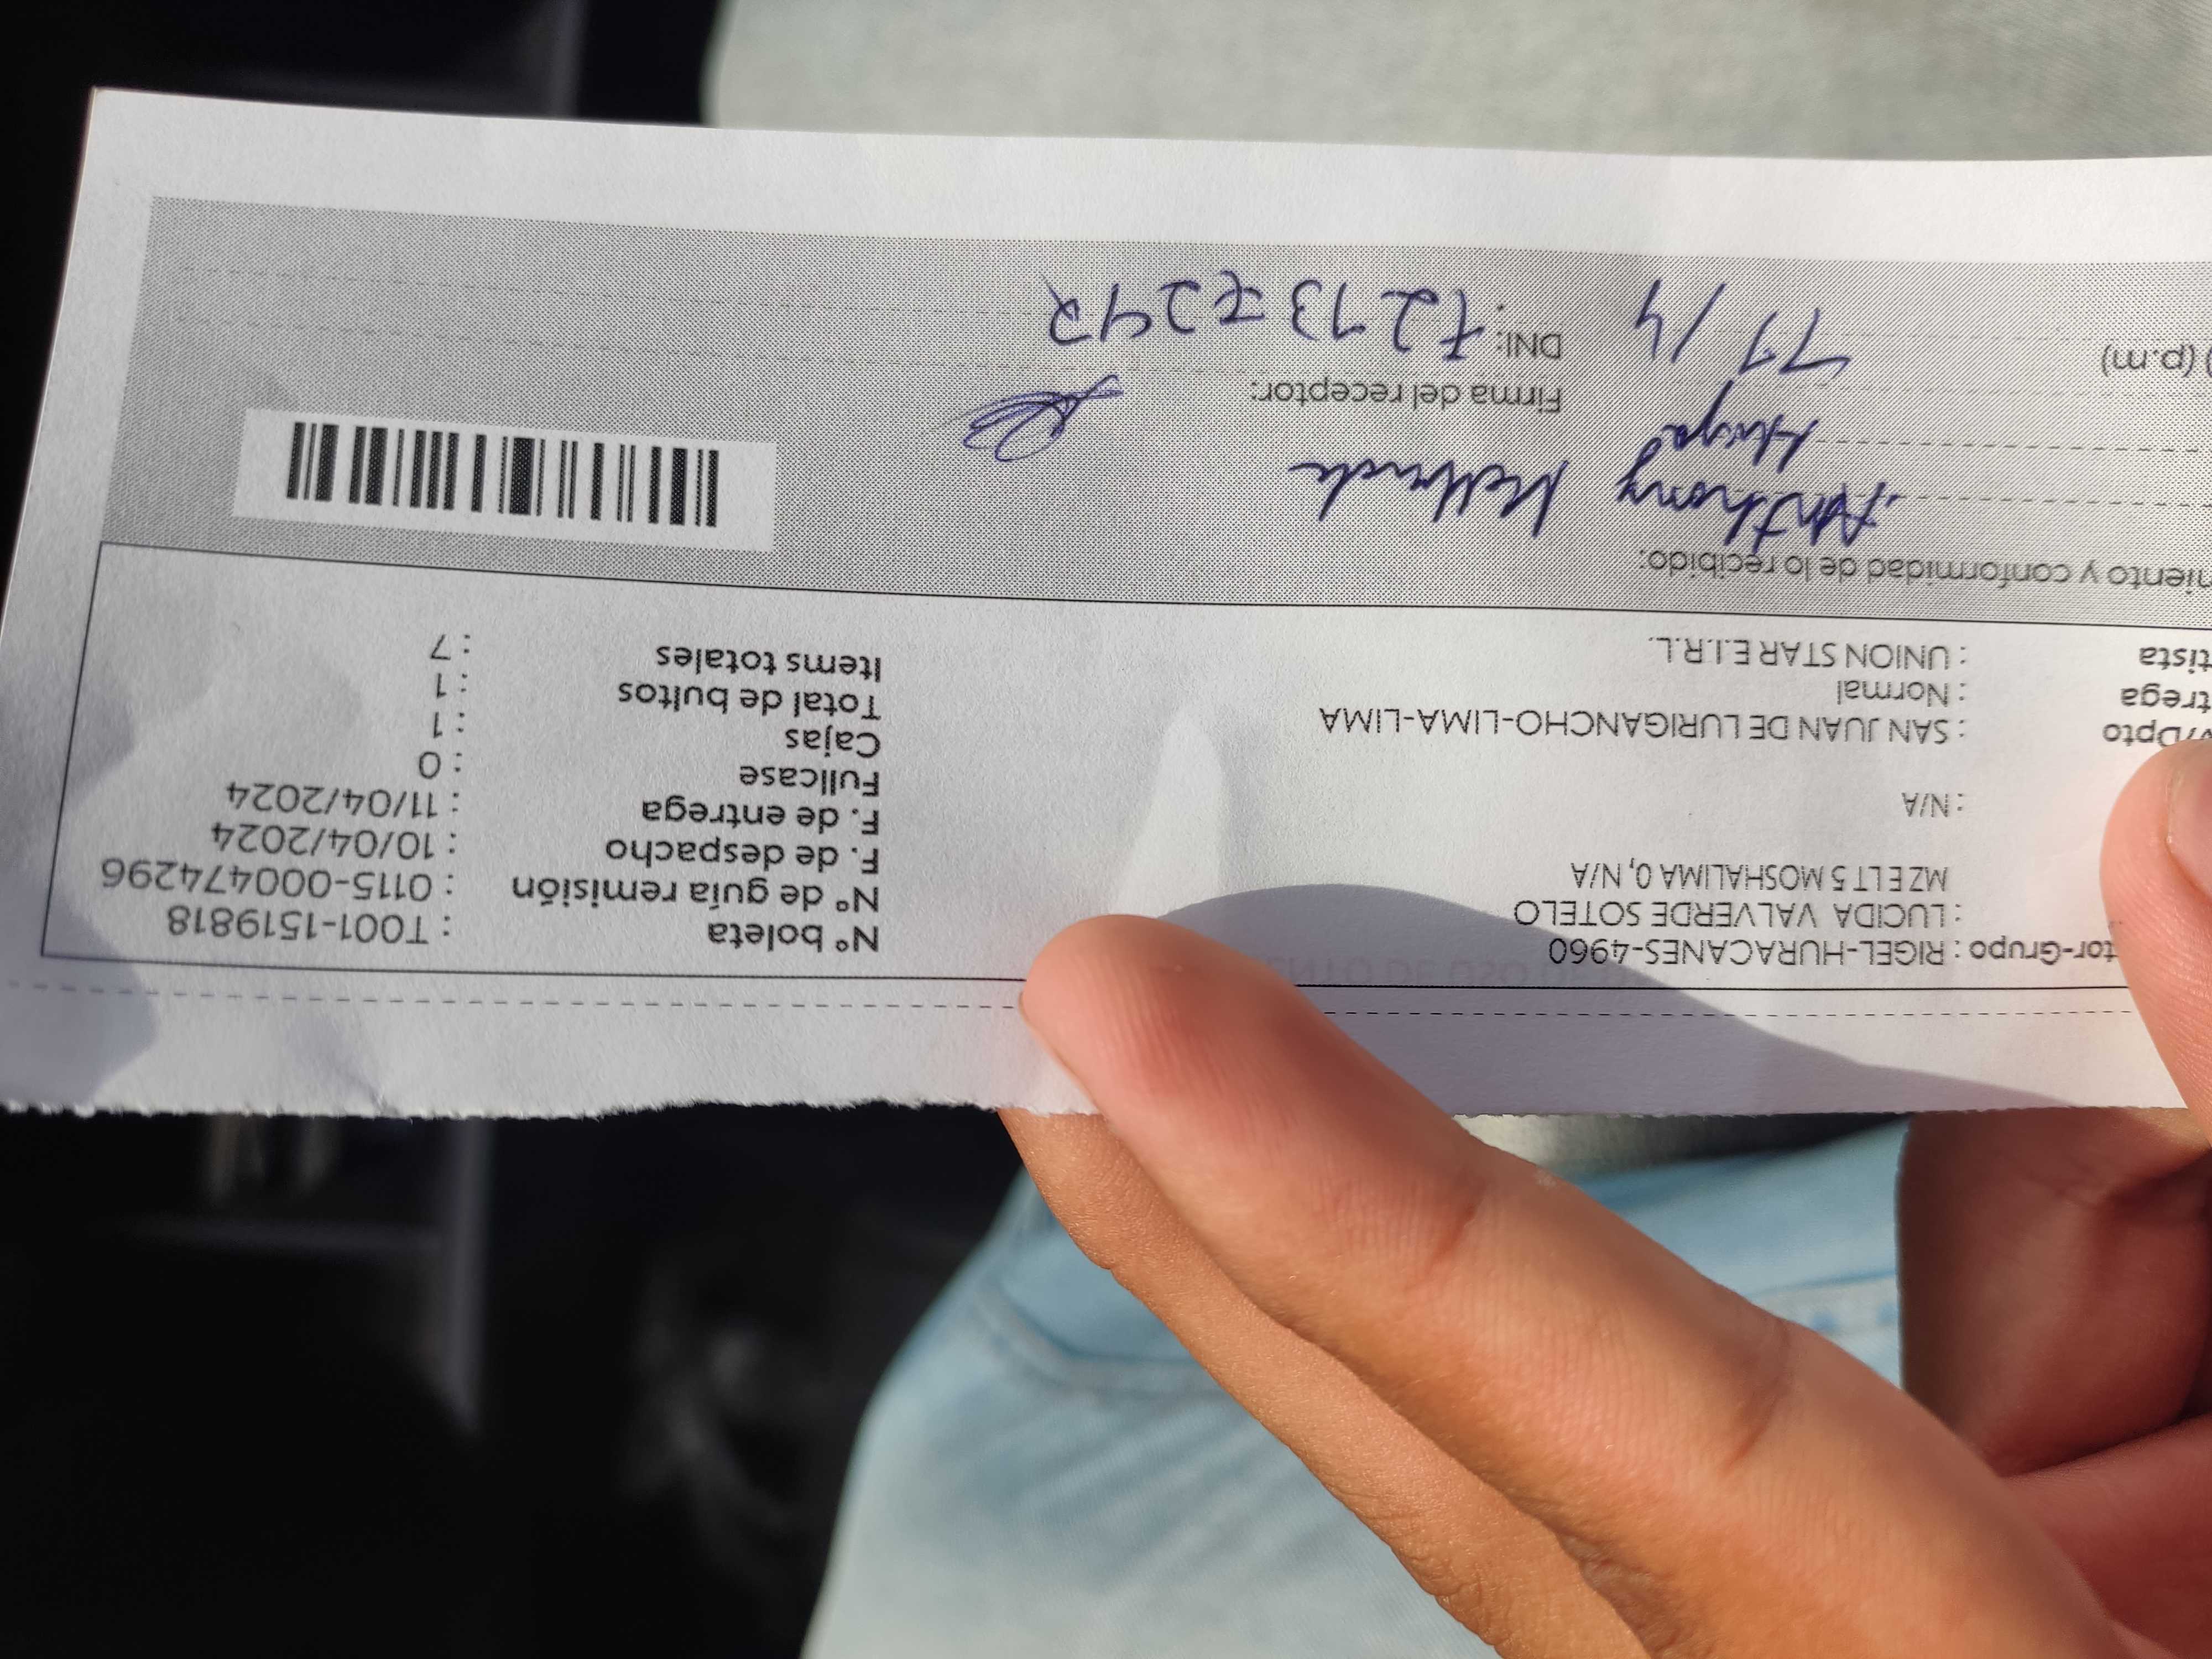 tor-Grupo : RIGEL-HURACANES-4960
: LUCIDA VALVERDE SOTELO
MZ E LT 5 MOSHALIMA 0, N/A
: N/A
/Dpto : SAN JUAN DE LURIGANCHO-LIMA-LIMA
trega : Normal
tista : UNION STAR E.I.R.L.
N° boleta : T001-1519818
N° de guía remisión : 0115-000474296
F. de despacho : 10/04/2024
F. de entrega : 11/04/2024
Fullcase : 0
Cajas : 1
Total de bultos : 1
Items totales : 7
niento y conformidad de lo recibido:
Anthony
Firma del receptor:
) (p.m) 11/4 DNI: